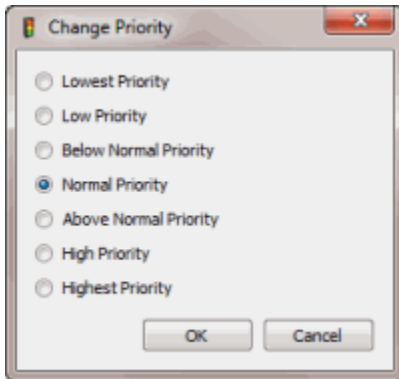 Change Priority
Lowest Priority
Low Priority
Below Normal Priority
Normal Priority
Above Normal Priority
High Priority
Highest Priority
OK Cancel